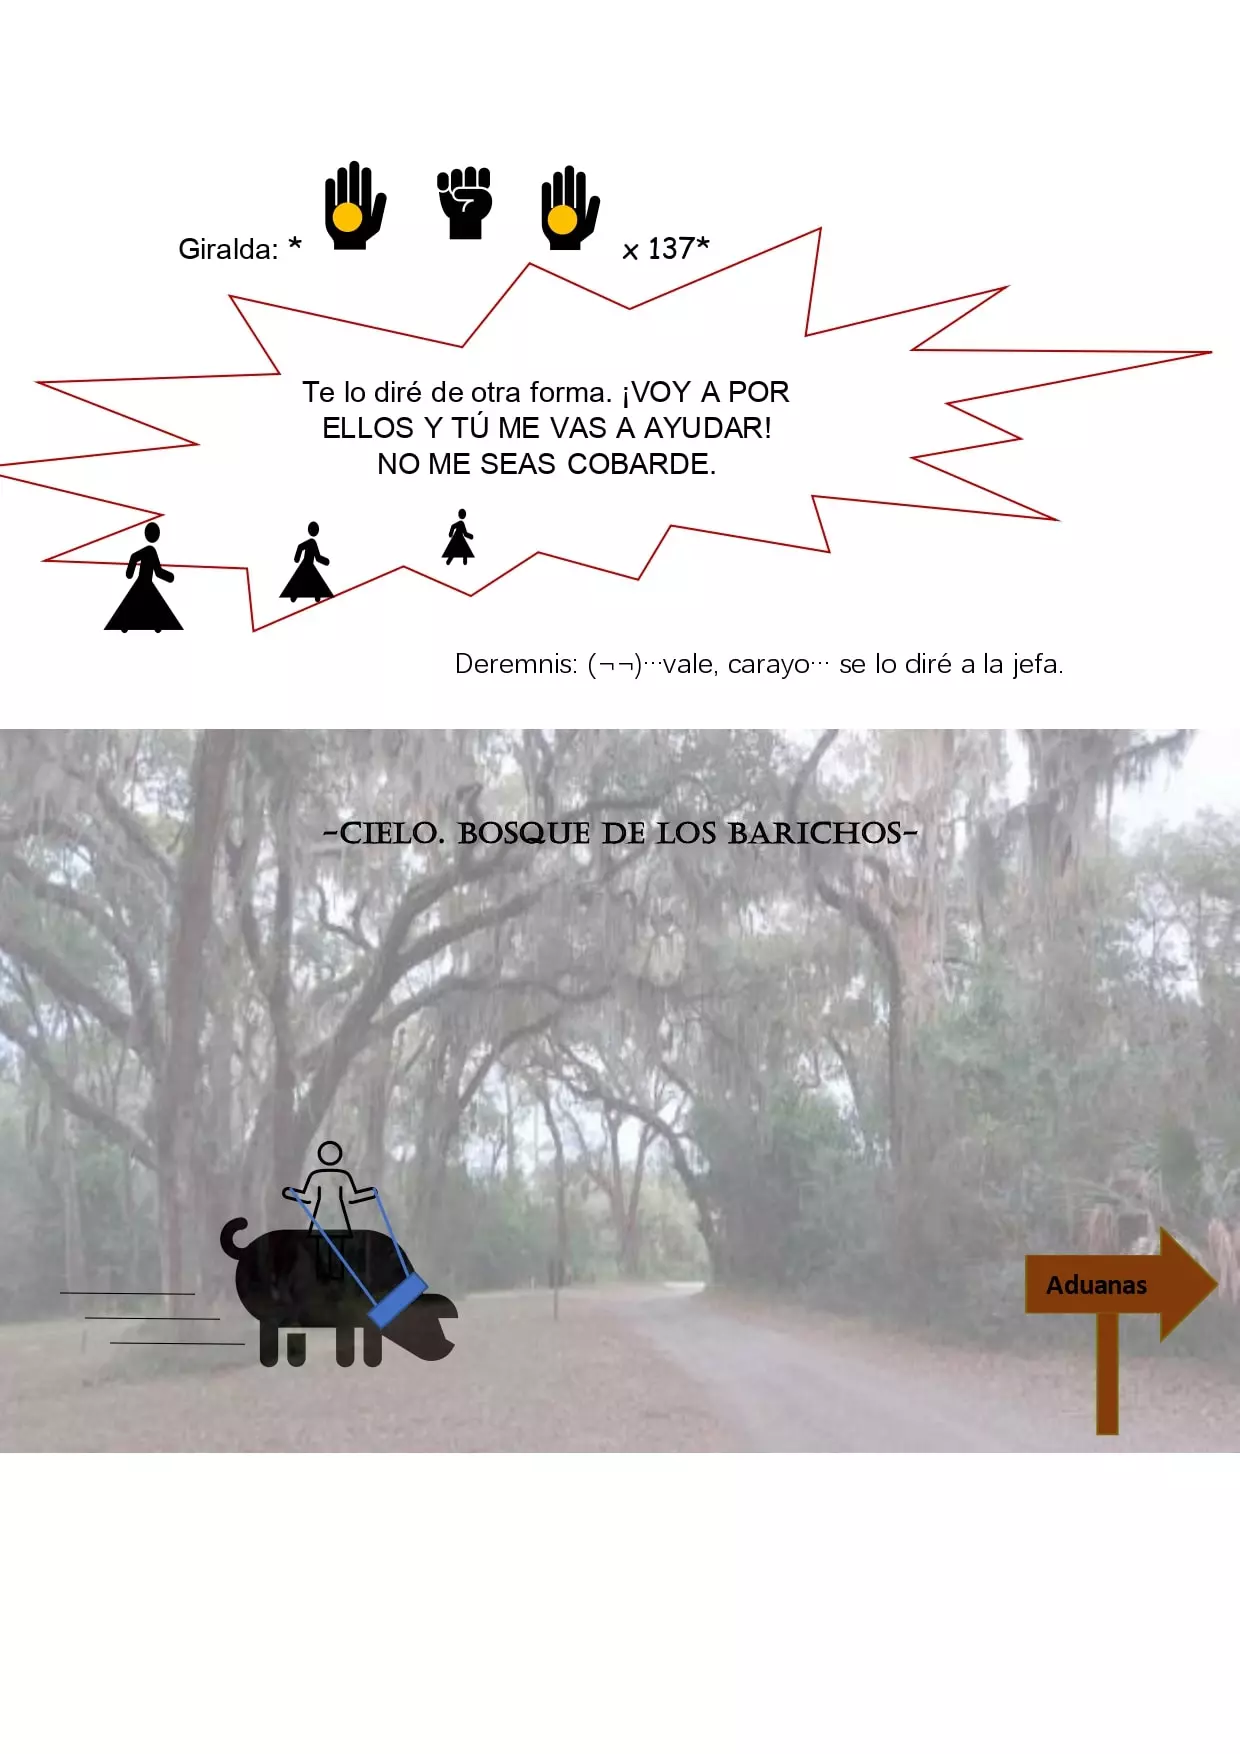 Giralda: * x 137*
Te lo diré de otra forma. ¡VOY A POR
ELLOS Y TÚ ME VAS A AYUDAR!
NO ME SEAS COBARDE.
Deremnis: (¬¬)…vale, carayo… se lo diré a la jefa.
-CIELO. BOSQUE DE LOS BARICHOS-
Aduanas